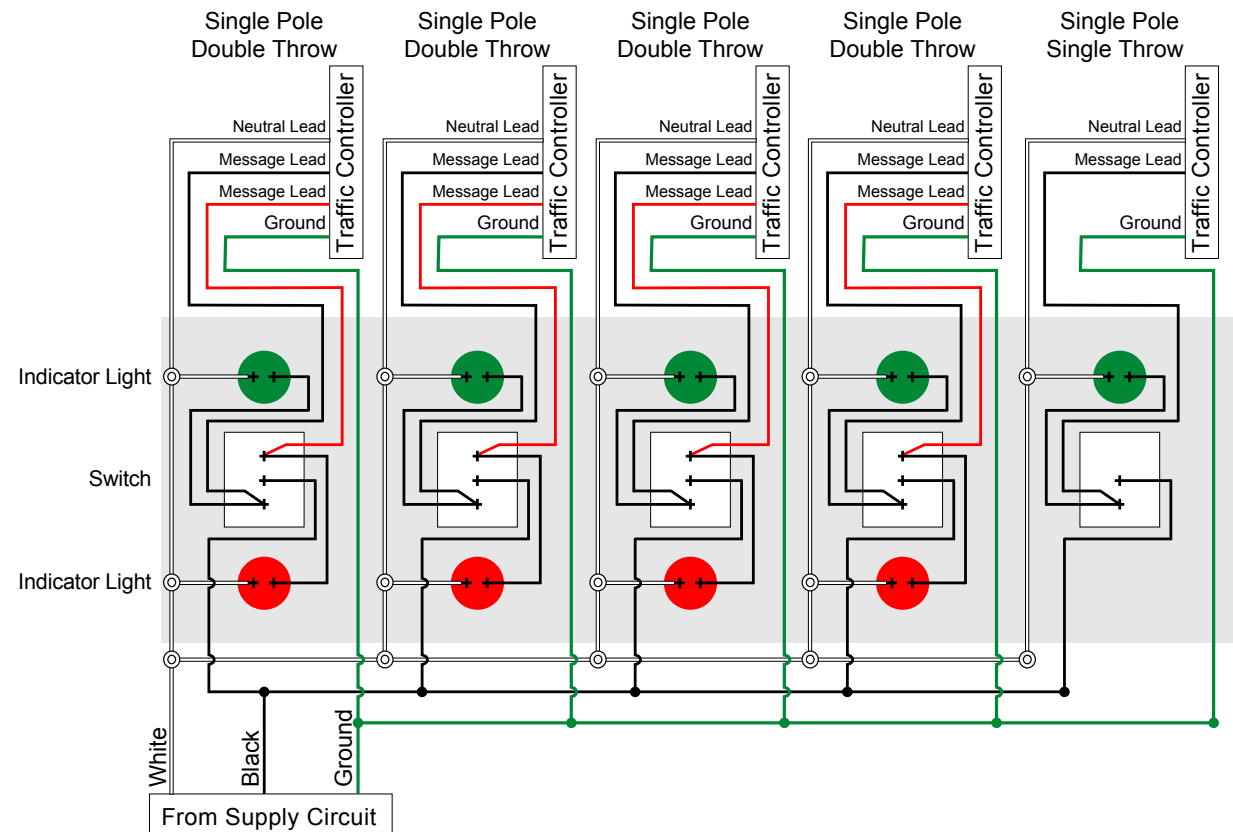 Single Pole
Double Throw
Single Pole
Double Throw
Single Pole
Double Throw
Single Pole
Double Throw
Single Pole
Single Throw
Neutral Lead
Message Lead
Message Lead
Ground
Traffic Controller
Neutral Lead
Message Lead
Message Lead
Ground
Traffic Controller
Neutral Lead
Message Lead
Message Lead
Ground
Traffic Controller
Neutral Lead
Message Lead
Message Lead
Ground
Traffic Controller
Neutral Lead
Message Lead
Ground
Traffic Controller
Indicator Light
Switch
Indicator Light
White
Black
Ground
From Supply Circuit